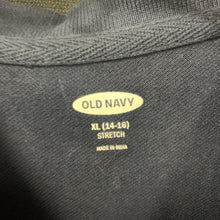 OLD NAVY
XL (14-16)
STRETCH
MADE IN INDIA